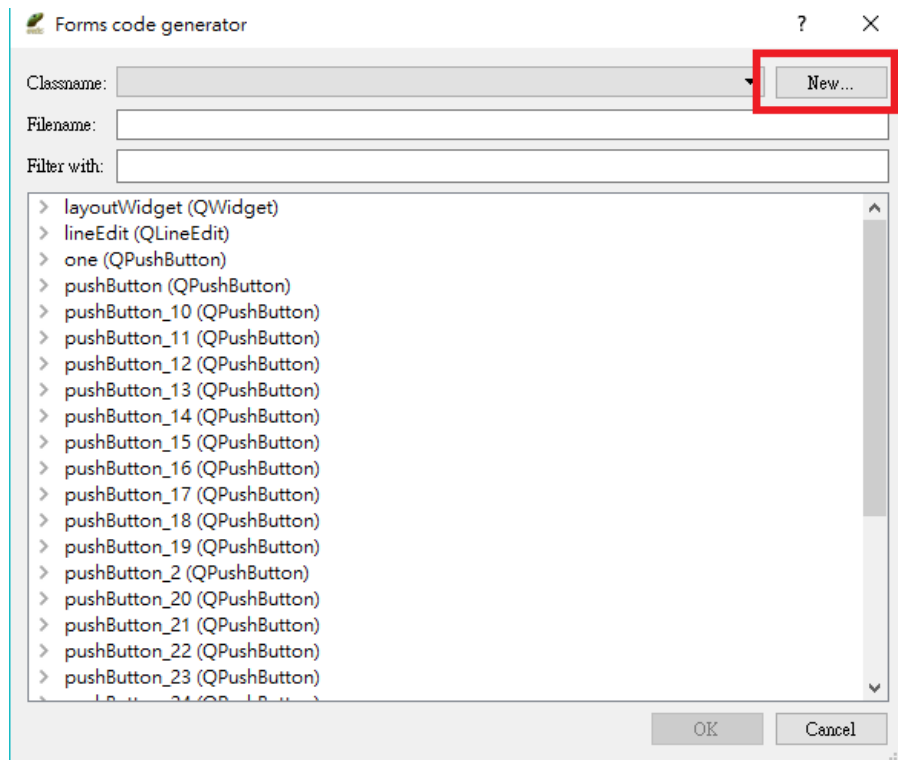 Forms code generator
Classname: New...
Filename:
Filter with:
layoutWidget (QWidget)
lineEdit (QLineEdit)
one (QPushButton)
pushButton (QPushButton)
pushButton_10 (QPushButton)
pushButton_11 (QPushButton)
pushButton_12 (QPushButton)
pushButton_13 (QPushButton)
pushButton_14 (QPushButton)
pushButton_15 (QPushButton)
pushButton_16 (QPushButton)
pushButton_17 (QPushButton)
pushButton_18 (QPushButton)
pushButton_19 (QPushButton)
pushButton_2 (QPushButton)
pushButton_20 (QPushButton)
pushButton_21 (QPushButton)
pushButton_22 (QPushButton)
pushButton_23 (QPushButton)
OK Cancel